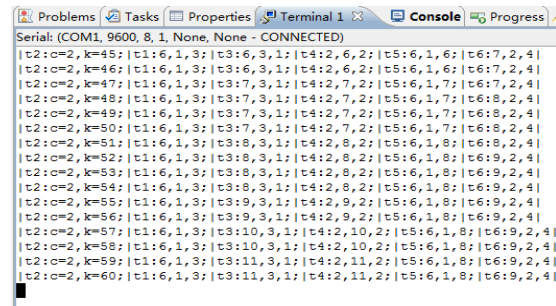 Problems Tasks Properties Terminal 1 Console Progress
Serial: (COM1, 9600, 8, 1, None, None - CONNECTED)
|t2:c=2,k=45;|t1:6,1,3;|t3:6,3,1;|t4:2,6,2;|t5:6,1,6;|t6:7,2,4|
|t2:c=2,k=46;|t1:6,1,3;|t3:6,3,1;|t4:2,6,2;|t5:6,1,6;|t6:7,2,4|
|t2:c=2,k=47;|t1:6,1,3;|t3:7,3,1;|t4:2,7,2;|t5:6,1,7;|t6:7,2,4|
|t2:c=2,k=48;|t1:6,1,3;|t3:7,3,1;|t4:2,7,2;|t5:6,1,7;|t6:8,2,4|
|t2:c=2,k=49;|t1:6,1,3;|t3:7,3,1;|t4:2,7,2;|t5:6,1,7;|t6:8,2,4|
|t2:c=2,k=50;|t1:6,1,3;|t3:7,3,1;|t4:2,7,2;|t5:6,1,7;|t6:8,2,4|
|t2:c=2,k=51;|t1:6,1,3;|t3:8,3,1;|t4:2,8,2;|t5:6,1,8;|t6:8,2,4|
|t2:c=2,k=52;|t1:6,1,3;|t3:8,3,1;|t4:2,8,2;|t5:6,1,8;|t6:8,2,4|
|t2:c=2,k=53;|t1:6,1,3;|t3:8,3,1;|t4:2,8,2;|t5:6,1,8;|t6:8,2,4|
|t2:c=2,k=54;|t1:6,1,3;|t3:8,3,1;|t4:2,8,2;|t5:6,1,8;|t6:9,2,4|
|t2:c=2,k=55;|t1:6,1,3;|t3:9,3,1;|t4:2,9,2;|t5:6,1,8;|t6:9,2,4|
|t2:c=2,k=56;|t1:6,1,3;|t3:9,3,1;|t4:2,9,2;|t5:6,1,8;|t6:9,2,4|
|t2:c=2,k=57;|t1:6,1,3;|t3:10,3,1;|t4:2,10,2;|t5:6,1,8;|t6:9,2,4|
|t2:c=2,k=58;|t1:6,1,3;|t3:10,3,1;|t4:2,10,2;|t5:6,1,8;|t6:9,2,4|
|t2:c=2,k=59;|t1:6,1,3;|t3:11,3,1;|t4:2,11,2;|t5:6,1,8;|t6:9,2,4|
|t2:c=2,k=60;|t1:6,1,3;|t3:11,3,1;|t4:2,11,2;|t5:6,1,8;|t6:9,2,4|